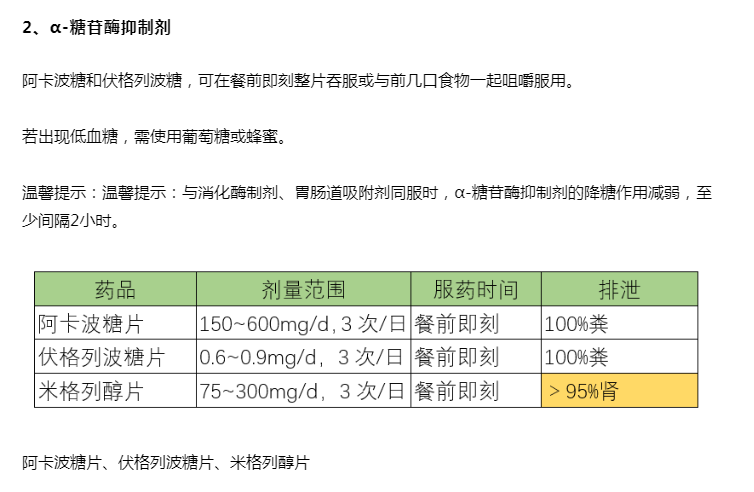 2、α-糖苷酶抑制剂
阿卡波糖和伏格列波糖，可在餐前即刻整片吞服或与前几口食物一起咀嚼服用。
若出现低血糖，需使用葡萄糖或蜂蜜。
温馨提示：温馨提示：与消化酶制剂、胃肠道吸附剂同服时，α-糖苷酶抑制剂的降糖作用减弱，至
少间隔2小时。
药品 剂量范围 服药时间 排泄
阿卡波糖片 150~600mg/d, 3 次/日 餐前即刻 100%粪
伏格列波糖片 0.6~0.9mg/d, 3 次/日 餐前即刻 100%粪
米格列醇片 75~300mg/d, 3 次/日 餐前即刻 ＞95%肾
阿卡波糖片、伏格列波糖片、米格列醇片